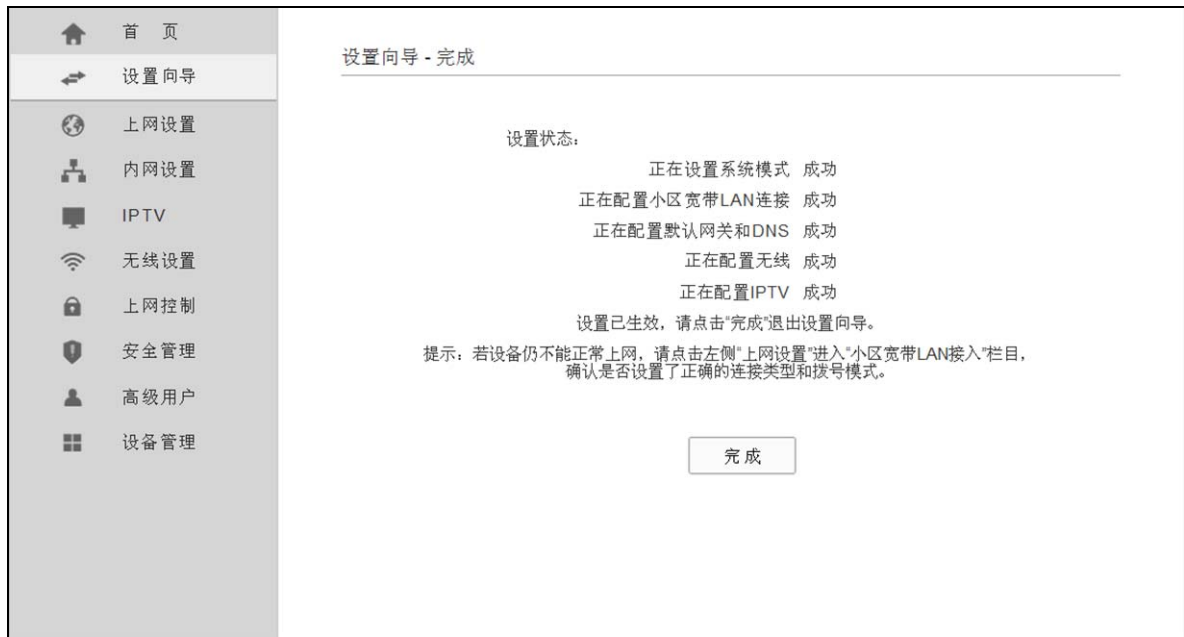 首 页
设置向导
上网设置
内网设置
IPTV
无线设置
上网控制
安全管理
高级用户
设备管理
设置向导 - 完成
设置状态：
正在设置系统模式 成功
正在配置小区宽带LAN连接 成功
正在配置默认网关和DNS 成功
正在配置无线 成功
正在配置IPTV 成功
设置已生效，请点击“完成”退出设置向导。
提示：若设备仍不能正常上网，请点击左侧“上网设置”进入“小区宽带LAN接入”栏目，
确认是否设置了正确的连接类型和拨号模式。
完成